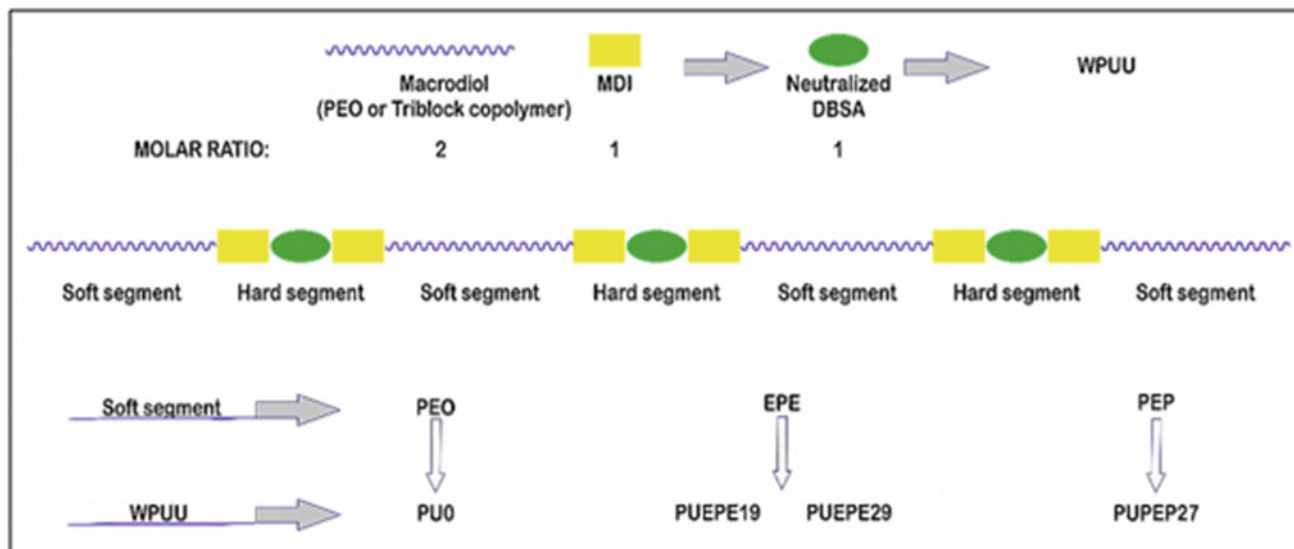 Macrodiol
(PEO or Triblock copolymer)
MDI
Neutralized
DBSA
WPUU
MOLAR RATIO: 2 1 1
Soft segment Hard segment Soft segment Hard segment Soft segment Hard segment Soft segment
Soft segment PEO EPE PEP
WPUU PU0 PUEPE19 PUEPE29 PUPEP27